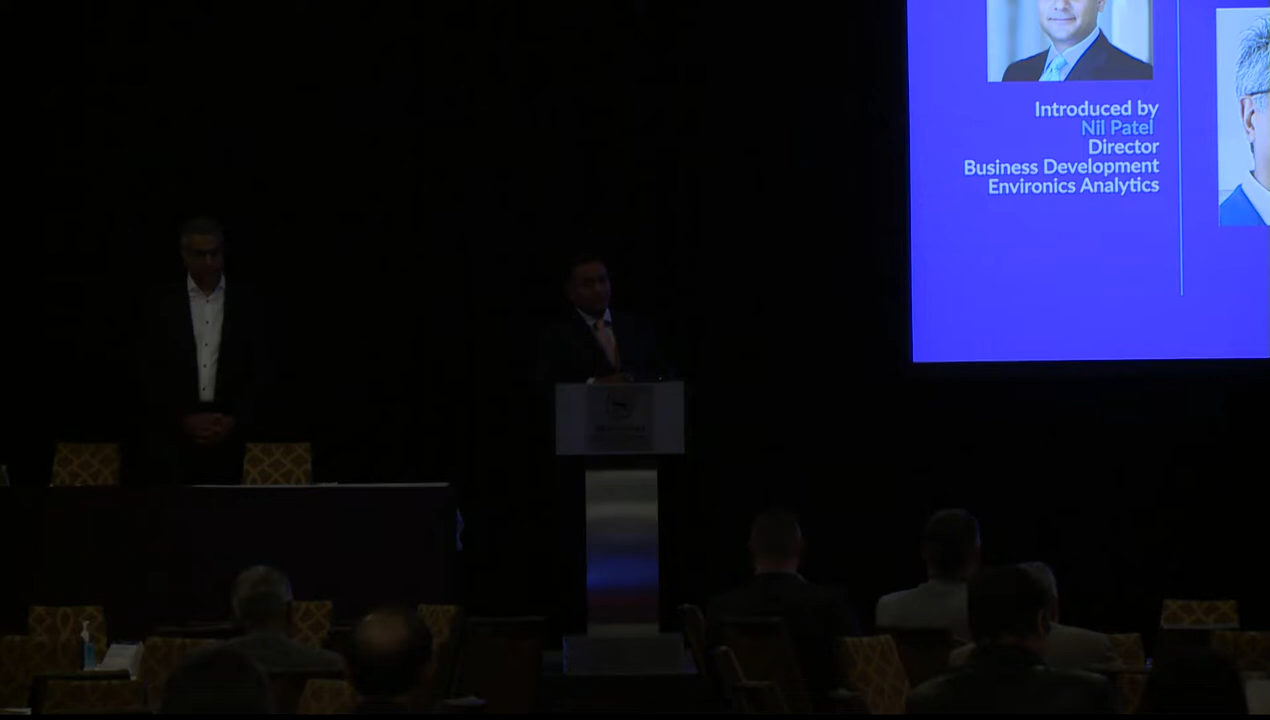 Introduced by
Nil Patel
Director
Business Development
Environics Analytics